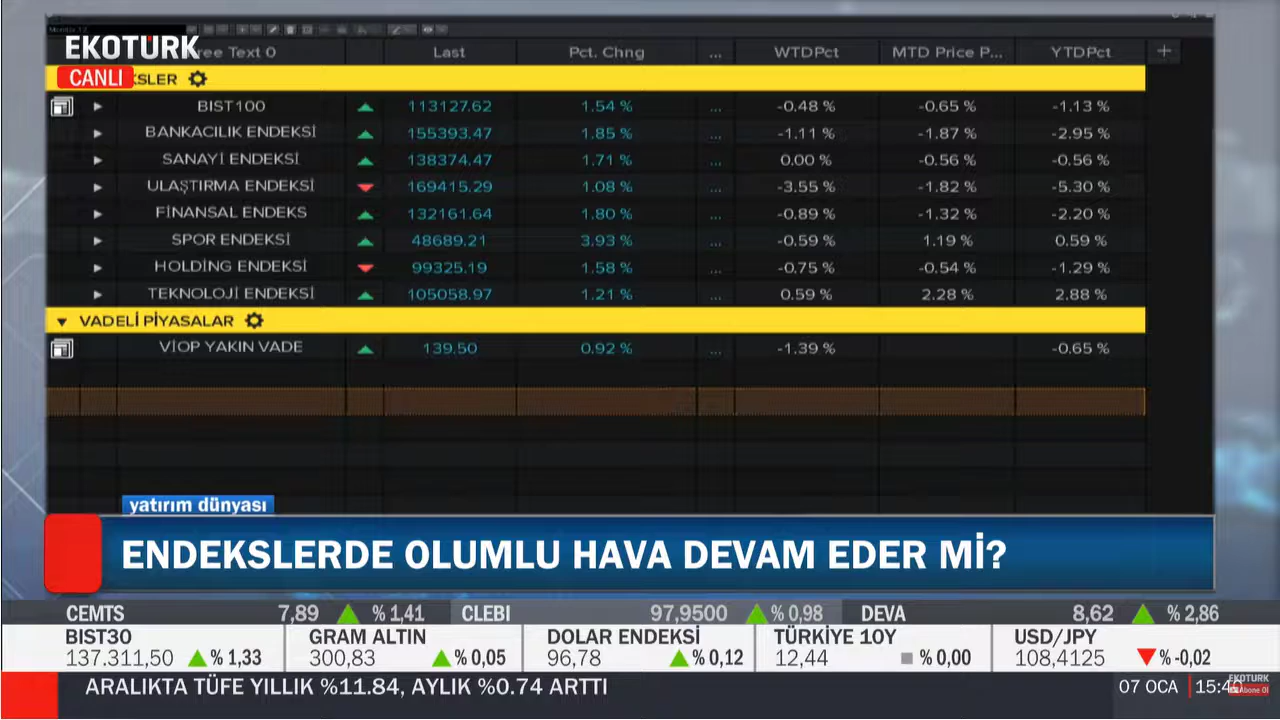 EKOTÜRK
CANLI
ree Text 0 Last Pct. Chng ... WTDPct MTD Price P... YTDPct +
KSLER
BIST100 113127.62 1.54 % ... -0.48 % -0.65 % -1.13 %
BANKACILIK ENDEKSİ 155393.47 1.85 % ... -1.11 % -1.87 % -2.95 %
SANAYİ ENDEKSİ 138374.47 1.71 % ... 0.00 % -0.56 % -0.56 %
ULAŞTIRMA ENDEKSİ 169415.29 1.08 % ... -3.55 % -1.82 % -5.30 %
FİNANSAL ENDEKS 132161.64 1.80 % ... -0.89 % -1.32 % -2.20 %
SPOR ENDEKSİ 48689.21 3.93 % ... -0.59 % 1.19 % 0.59 %
HOLDİNG ENDEKSİ 99325.19 1.58 % ... -0.75 % -0.54 % -1.29 %
TEKNOLOJİ ENDEKSİ 105058.97 1.21 % ... 0.59 % 2.28 % 2.88 %
VADELİ PİYASALAR
VİOP YAKIN VADE 139.50 0.92 % ... -1.39 % -0.65 %
yatırım dünyası
ENDEKSLERDE OLUMLU HAVA DEVAM EDER Mİ?
CEMTS 7,89 % 1,41 CLEBI 97,9500 % 0,98 DEVA 8,62 % 2,86
BIST30 GRAM ALTIN DOLAR ENDEKSİ TÜRKİYE 10Y USD/JPY
137.311,50 % 1,33 300,83 % 0,05 96,78 % 0,12 12,44 % 0,00 108,4125 % -0,02
ARALIKTA TÜFE YILLIK %11.84, AYLIK %0.74 ARTTI
07 OCA 15:4
EKOTÜRK
Abone Ol